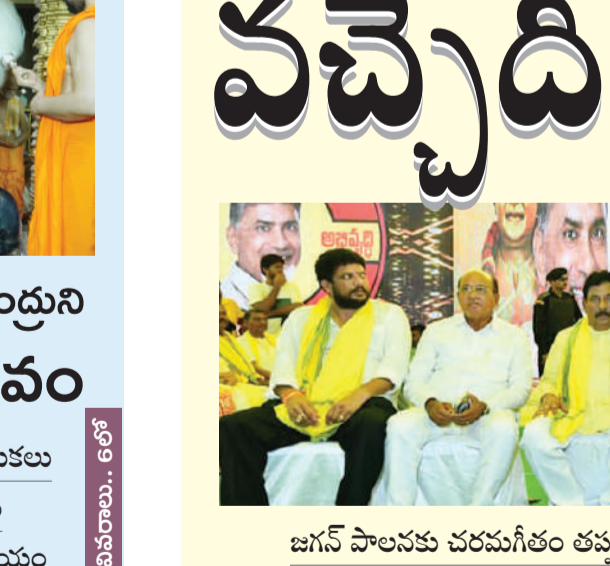 ంద్రుని
వం
కలు
యం
వివరాలు.. 6లో
వచ్చేది
అభివృద్ధి
జగన్ పాలనకు చరమగీతం తప్ప